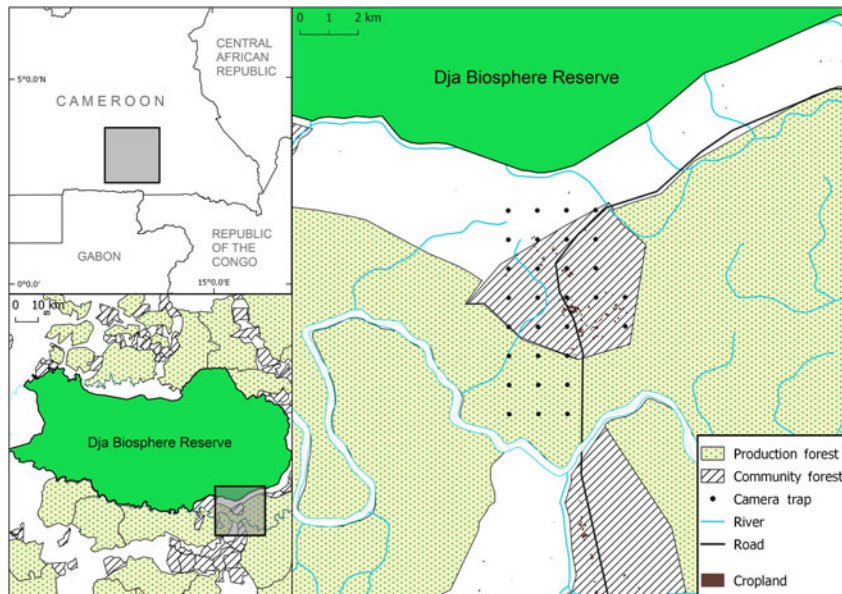 CENTRAL
AFRICAN
REPUBLIC
5°0.0'N
CAMEROON
REPUBLIC
OF THE
CONGO
GABON
0°0.0'
15°0.0'E
0 10 km
Dja Biosphere Reserve
0 1 2 km
Dja Biosphere Reserve
Production forest
Community forest
Camera trap
River
Road
Cropland